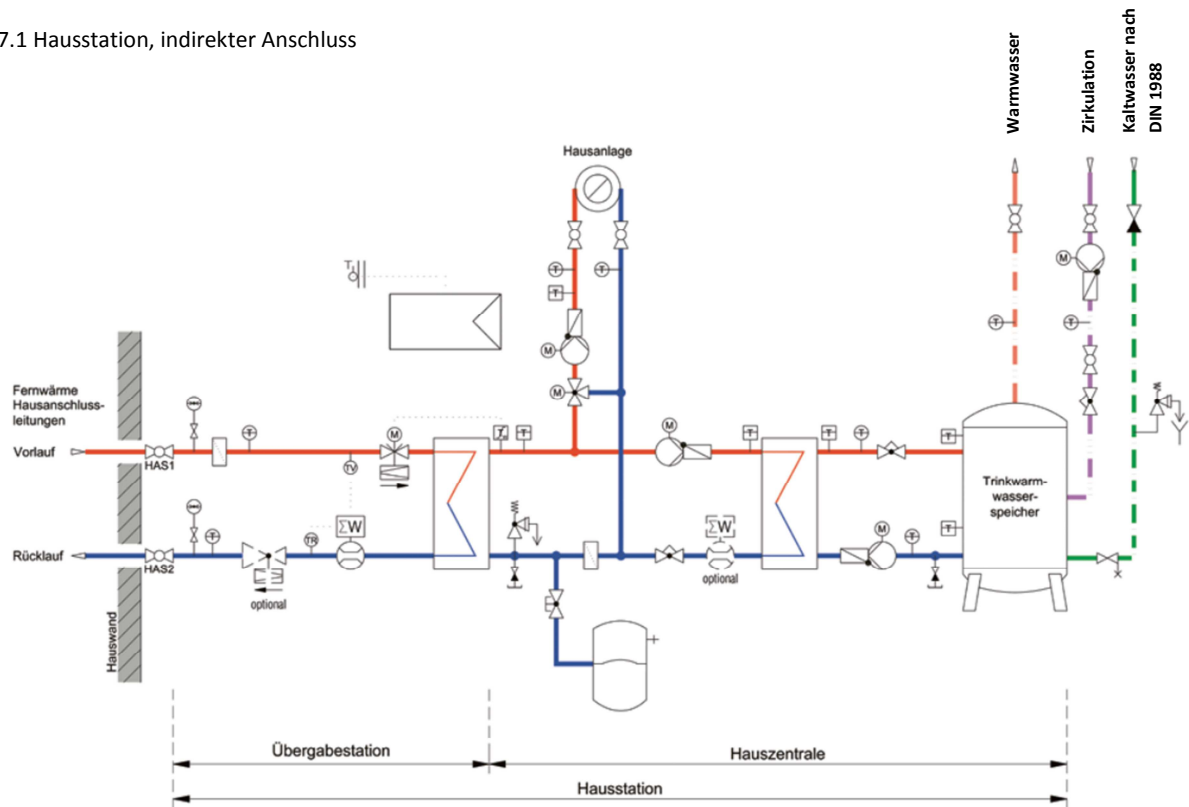 7.1 Hausstation, indirekter Anschluss
Warmwasser
Zirkulation
Kaltwasser nach
DIN 1988
Hausanlage
T
T
T
T
M
M
M
T
T
Fernwärme
Hausanschluss-
leitungen
Vorlauf
HAS1
T
TV
M
T
T
M
T
T
T
T
Trinkwarm-
wasser-
speicher
T
Rücklauf
HAS2
T
optional
TR
ΣW
ΣW
optional
M
T
Hauswand
Übergabestation
Hauszentrale
Hausstation